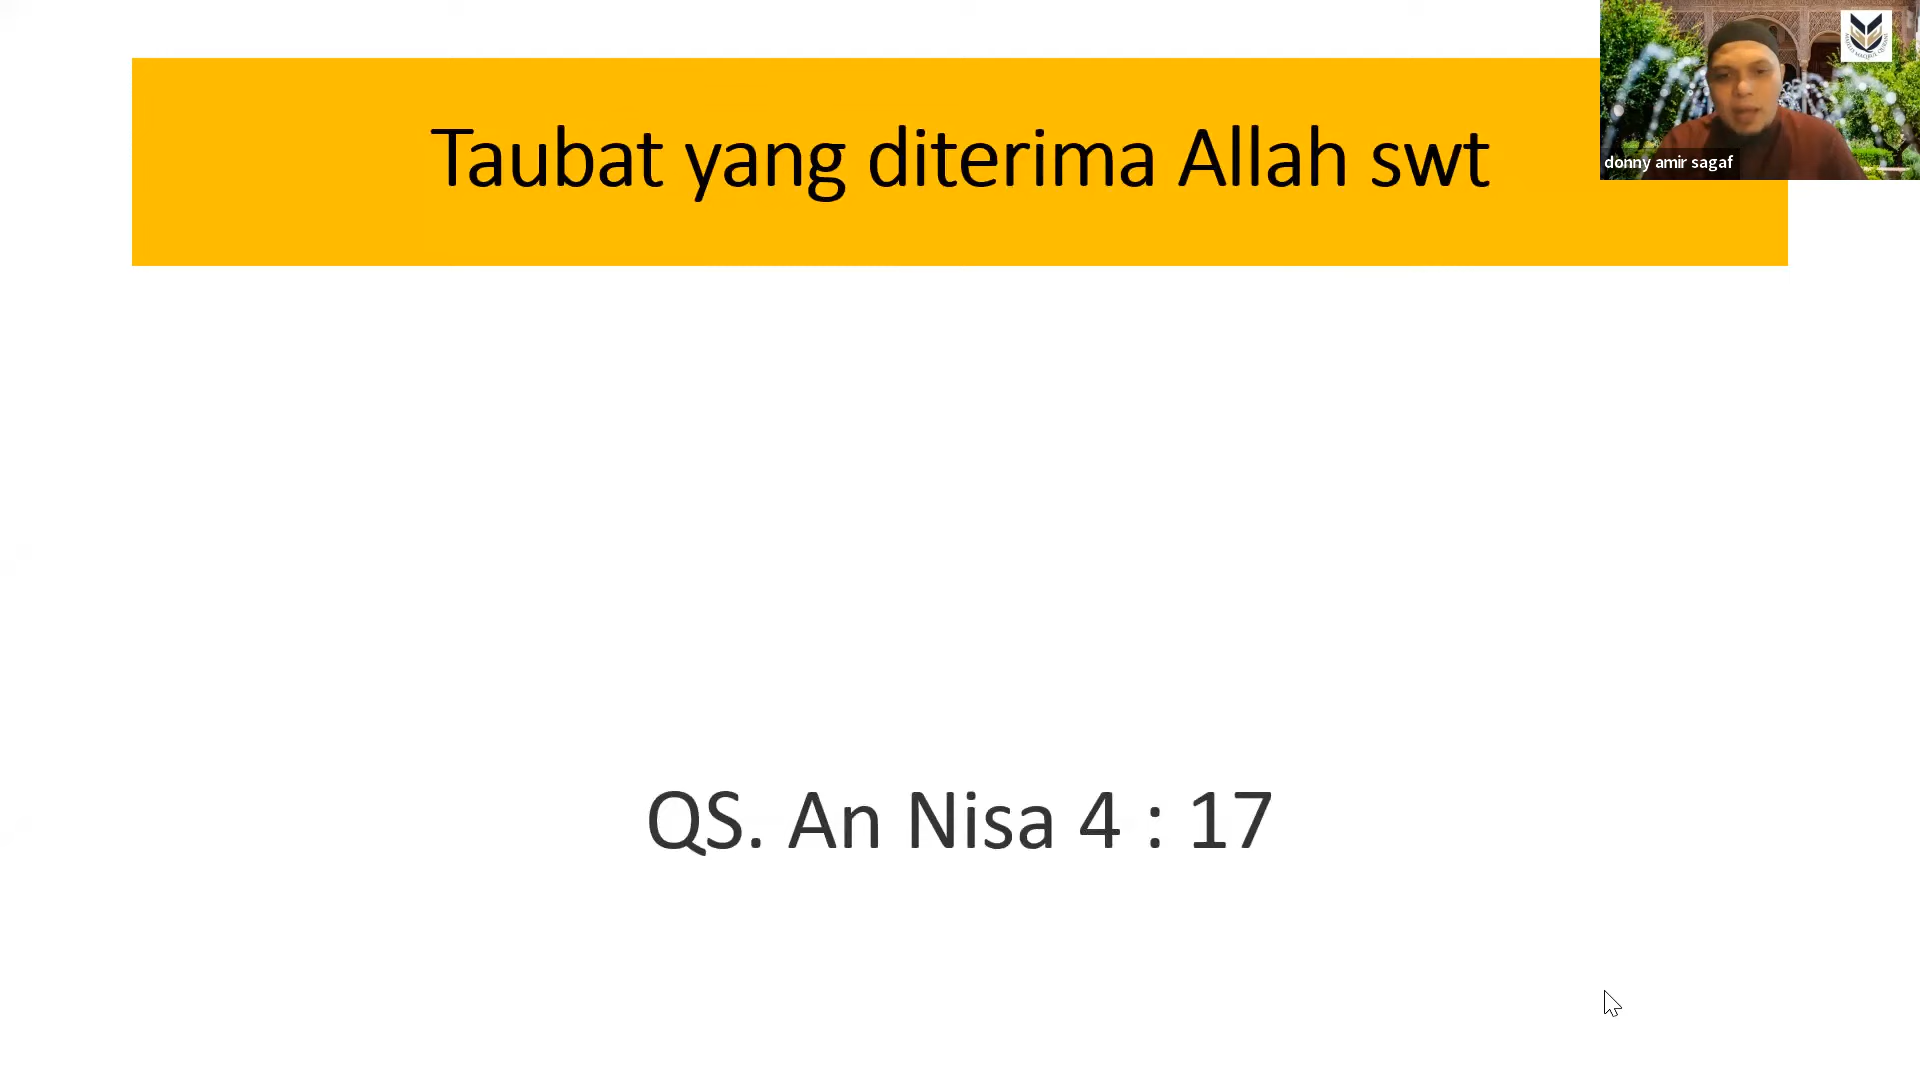 Taubat yang diterima Allah swt
donny amir sagaf
QS. An Nisa 4 : 17